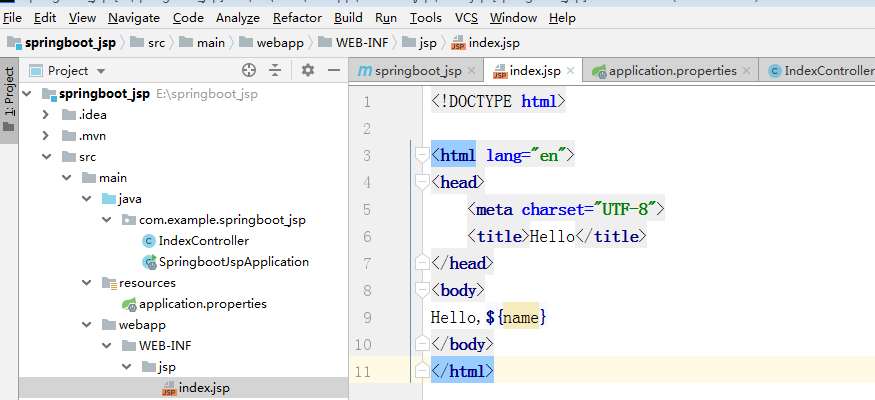 File Edit View Navigate Code Analyze Refactor Build Run Tools VCS Window Help
springboot_jsp src main webapp WEB-INF jsp index.jsp
1: Project
Project
springboot_jsp index.jsp application.properties IndexController
springboot_jsp E:\springboot_jsp
.idea
.mvn
src
main
java
com.example.springboot_jsp
IndexController
SpringbootJspApplication
resources
application.properties
webapp
WEB-INF
jsp
index.jsp
1 <!DOCTYPE html>
2
3 <html lang="en">
4 <head>
5 <meta charset="UTF-8">
6 <title>Hello</title>
7 </head>
8 <body>
9 Hello,${name}
10 </body>
11 </html>